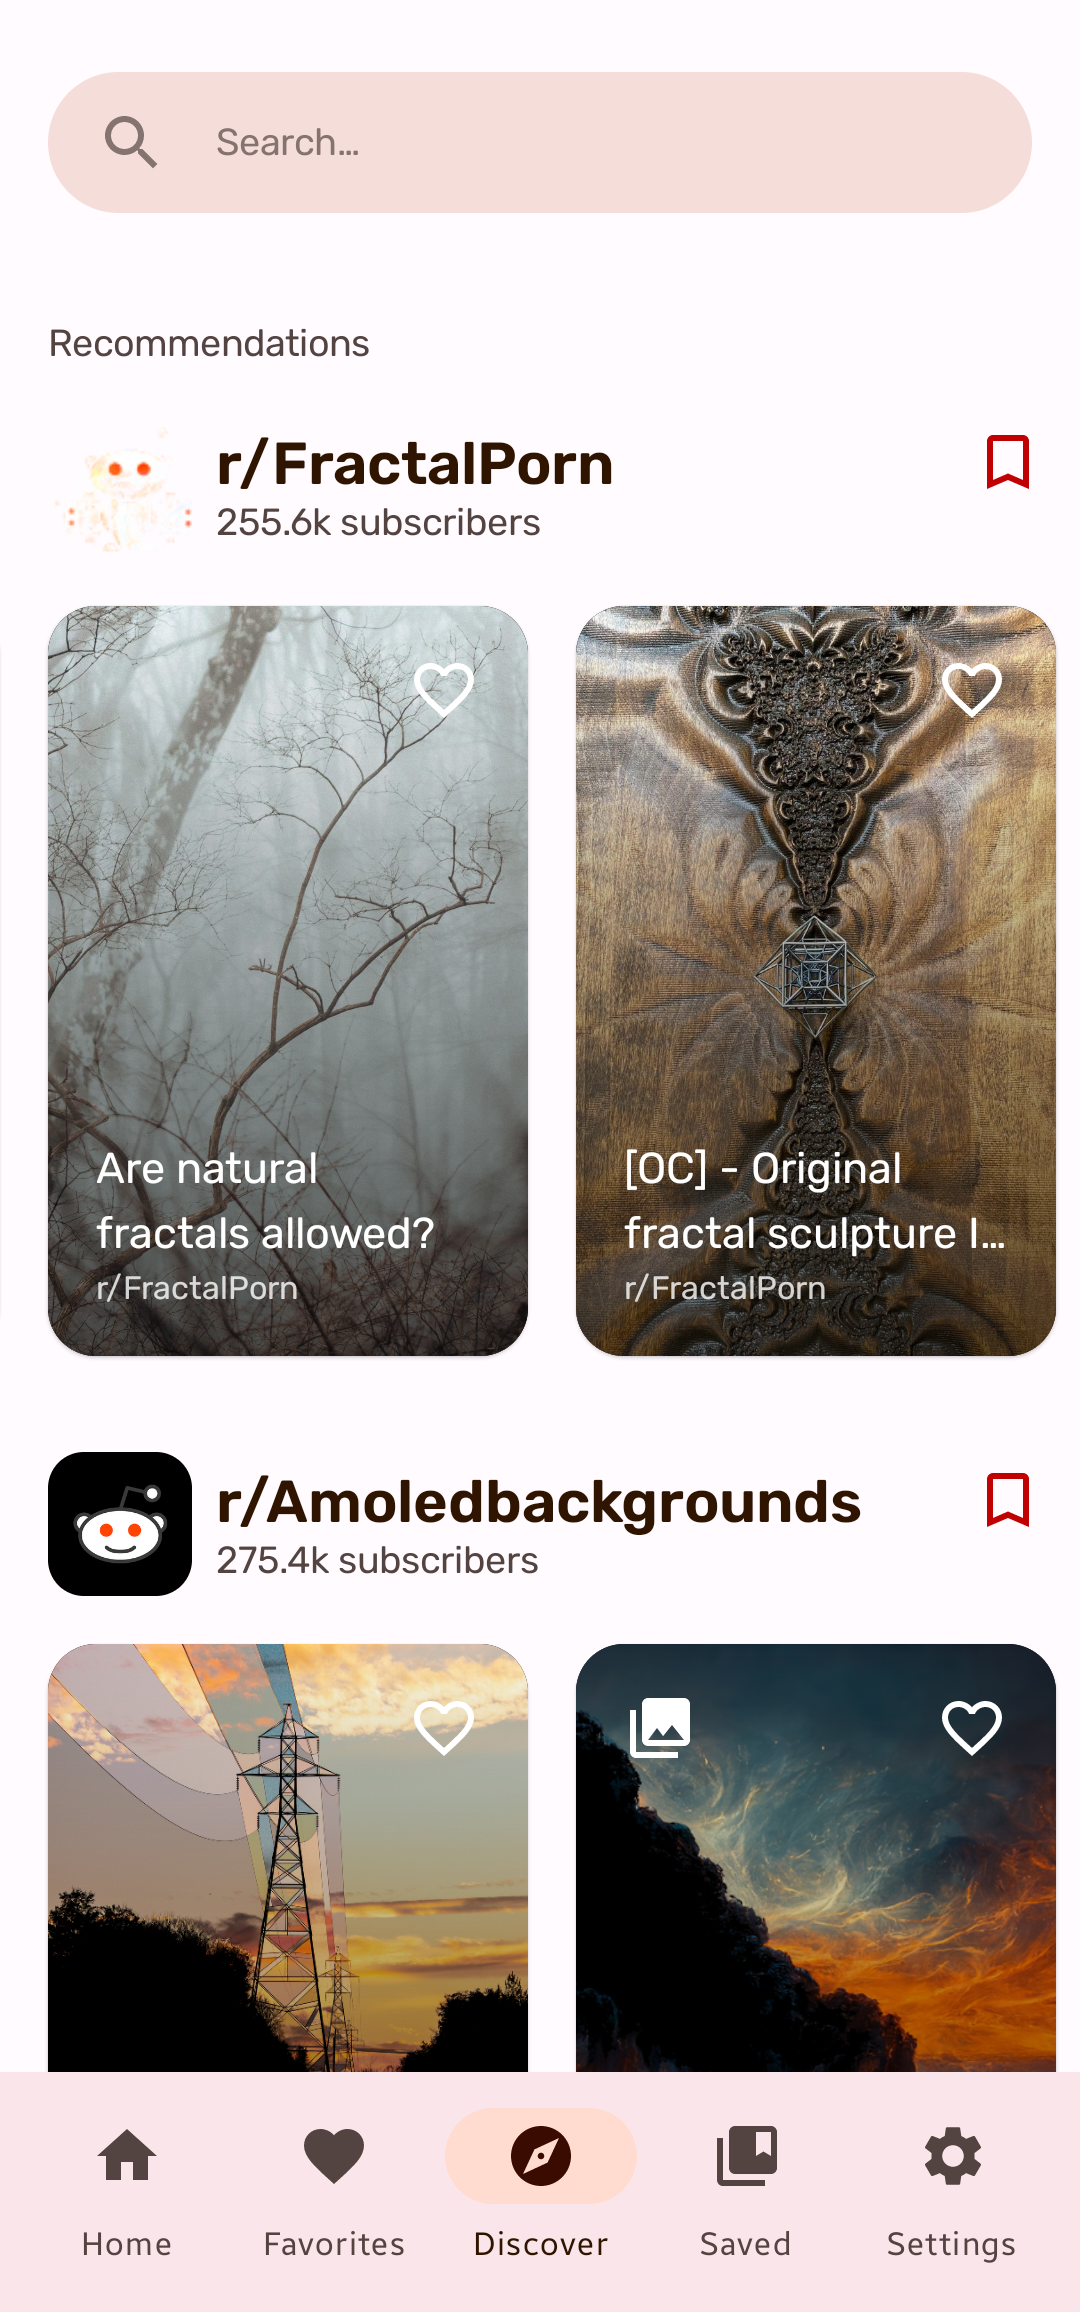 Search...
Recommendations
r/FractalPorn
255.6k subscribers
Are natural
fractals allowed?
r/FractalPorn
[OC] - Original
fractal sculpture I...
r/FractalPorn
r/Amoledbackgrounds
275.4k subscribers
Home
Favorites
Discover
Saved
Settings